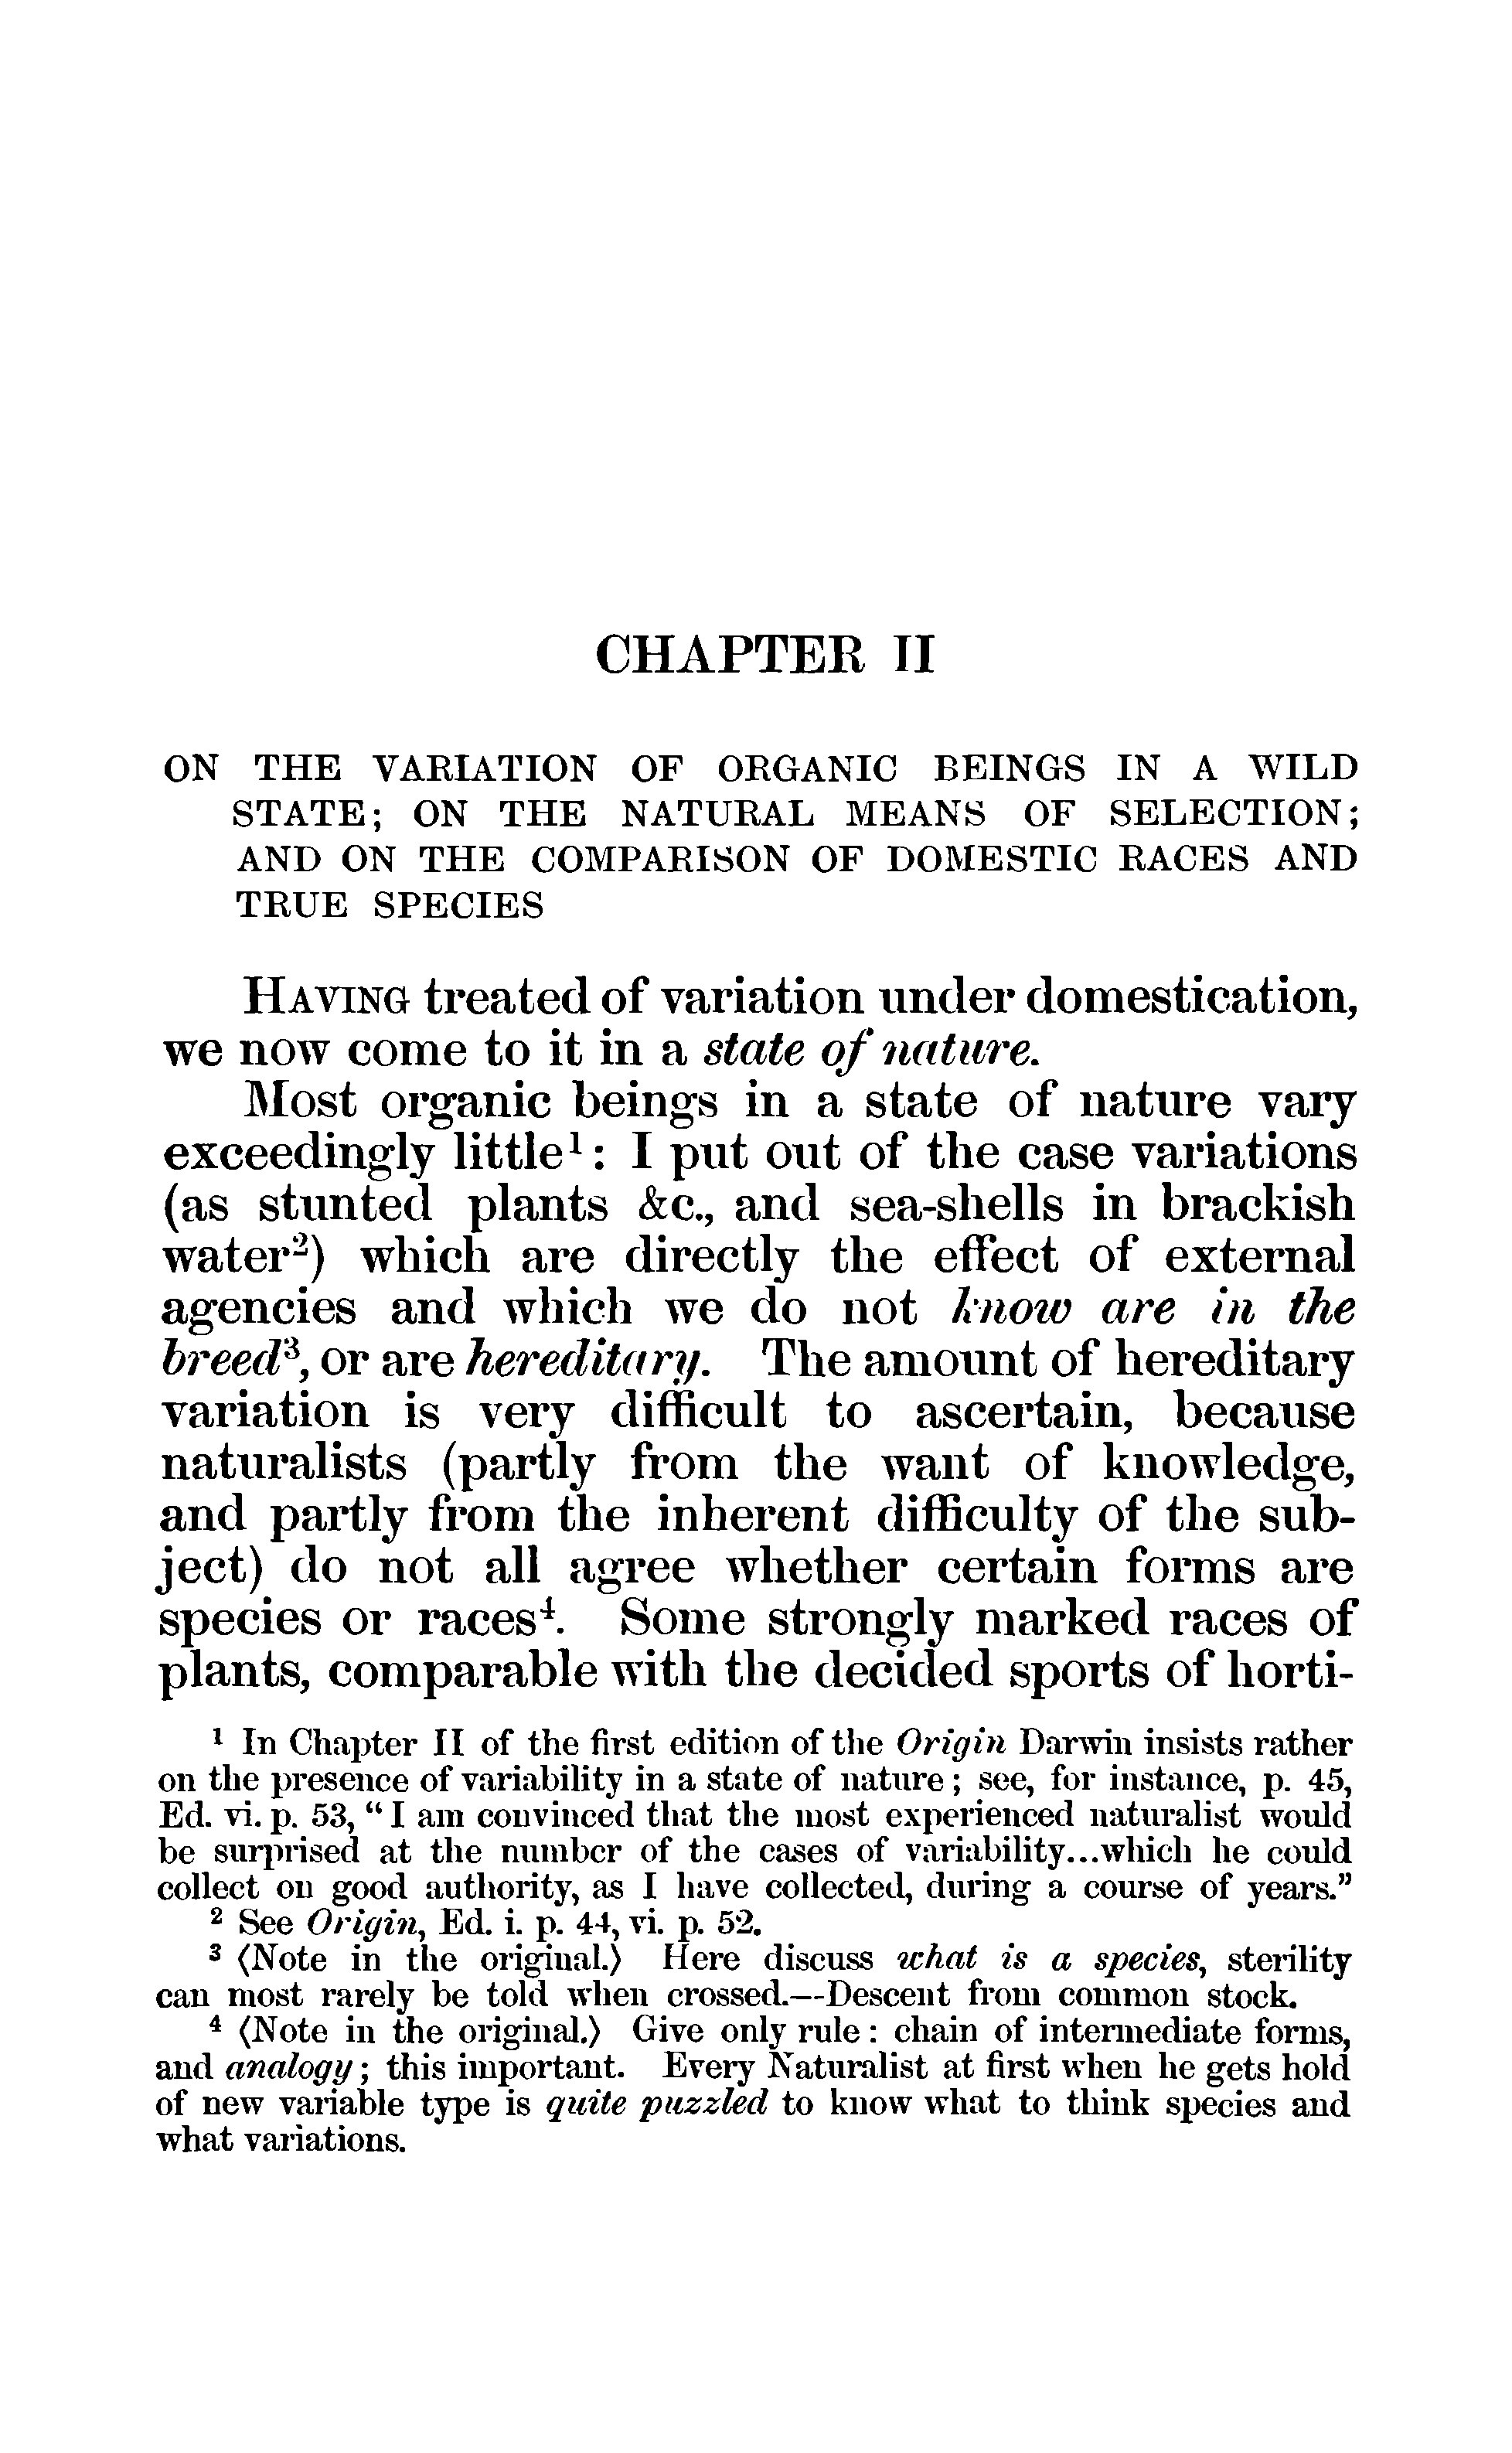 CHAPTER II
ON THE VARIATION OF ORGANIC BEINGS IN A WILD
STATE; ON THE NATURAL MEANS OF SELECTION;
AND ON THE COMPARISON OF DOMESTIC RACES AND
TRUE SPECIES
HAVING treated of variation under domestication,
we now come to it in a state of nature.
Most organic beings in a state of nature vary
exceedingly little¹: I put out of the case variations
(as stunted plants &c., and sea-shells in brackish
water²) which are directly the effect of external
agencies and which we do not know are in the
breed³, or are hereditary. The amount of hereditary
variation is very difficult to ascertain, because
naturalists (partly from the want of knowledge,
and partly from the inherent difficulty of the sub-
ject) do not all agree whether certain forms are
species or races⁴. Some strongly marked races of
plants, comparable with the decided sports of horti-
¹ In Chapter II of the first edition of the Origin Darwin insists rather
on the presence of variability in a state of nature; see, for instance, p. 45,
Ed. vi. p. 53, “I am convinced that the most experienced naturalist would
be surprised at the number of the cases of variability...which he could
collect on good authority, as I have collected, during a course of years.”
² See Origin, Ed. i. p. 44, vi. p. 52.
³ ⟨Note in the original.⟩ Here discuss what is a species, sterility
can most rarely be told when crossed.—Descent from common stock.
⁴ ⟨Note in the original.⟩ Give only rule: chain of intermediate forms,
and analogy; this important. Every Naturalist at first when he gets hold
of new variable type is quite puzzled to know what to think species and
what variations.